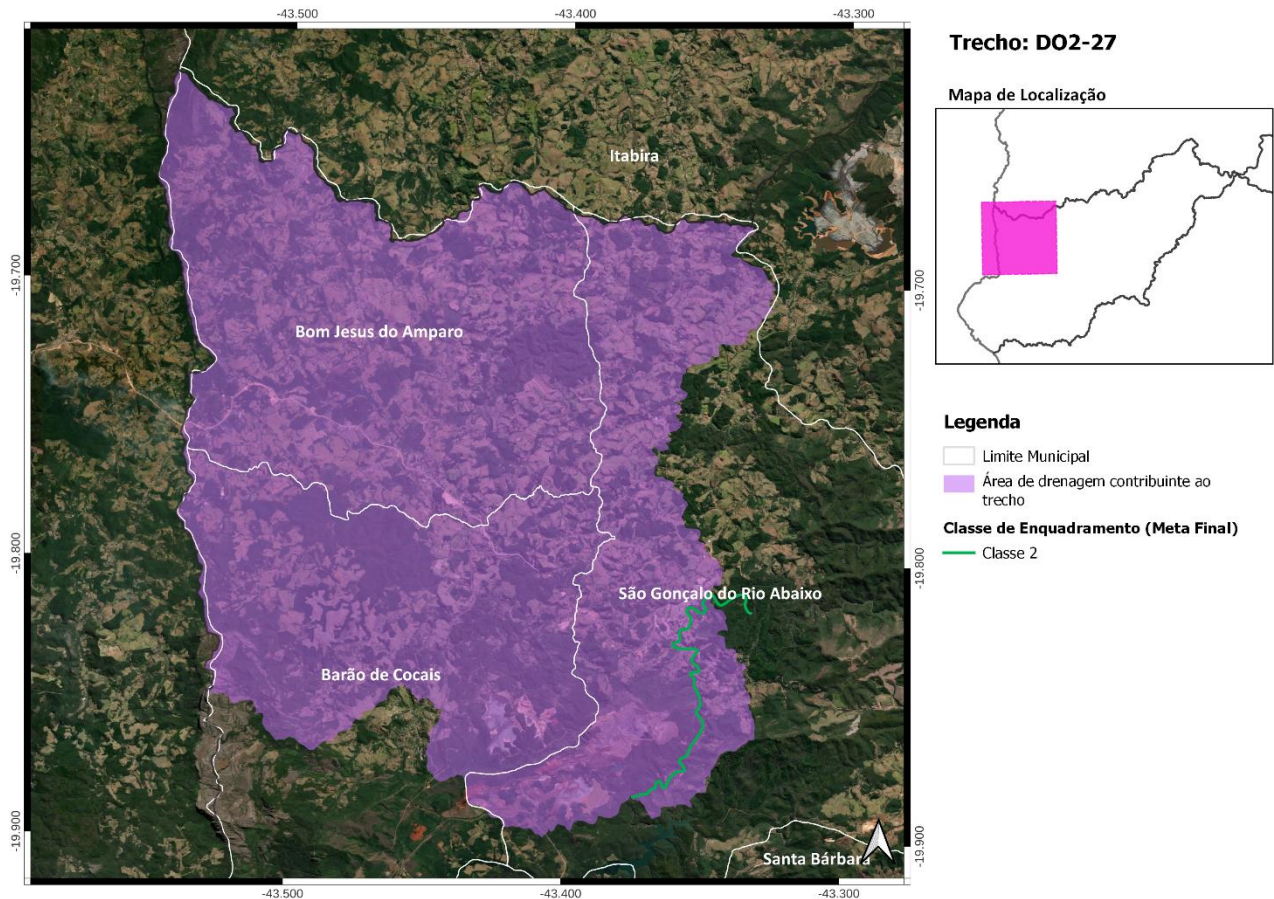 -43.500
-43.400
-43.300
Trecho: DO2-27
Mapa de Localização
Itabira
-19.700
-19.700
Bom Jesus do Amparo
Legenda
Limite Municipal
Área de drenagem contribuinte ao
trecho
Classe de Enquadramento (Meta Final)
Classe 2
-19.800
-19.800
São Gonçalo do Rio Abaixo
Barão de Cocais
-19.900
-19.900
Santa Bárbara
-43.500
-43.400
-43.300